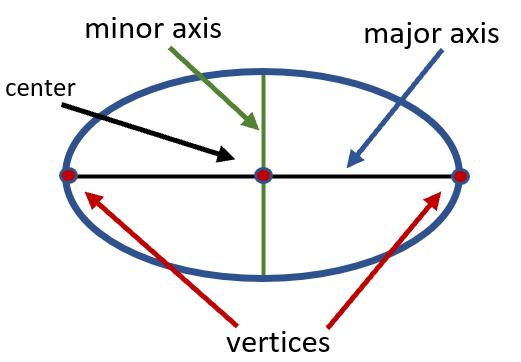 minor axis
major axis
center
vertices